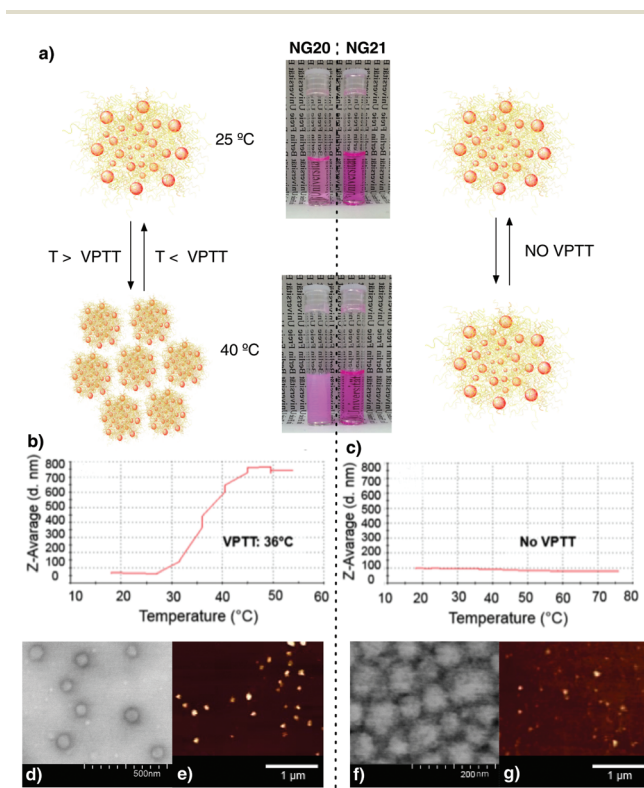 a)
NG20 NG21
25 ºC
T > VPTT T < VPTT
NO VPTT
40 ºC
b) c)
Z-Avarage (d. nm)
800
700
600
500
400
300
200
100
0
VPTT: 36°C
10 20 30 40 50 60
Temperature (°C)
Z-Avarage (d. nm)
800
700
600
500
400
300
200
100
0
No VPTT
10 20 30 40 50 60 70 80
Temperature (°C)
d) 500nm e) 1 µm f) 200 nm g) 1 µm